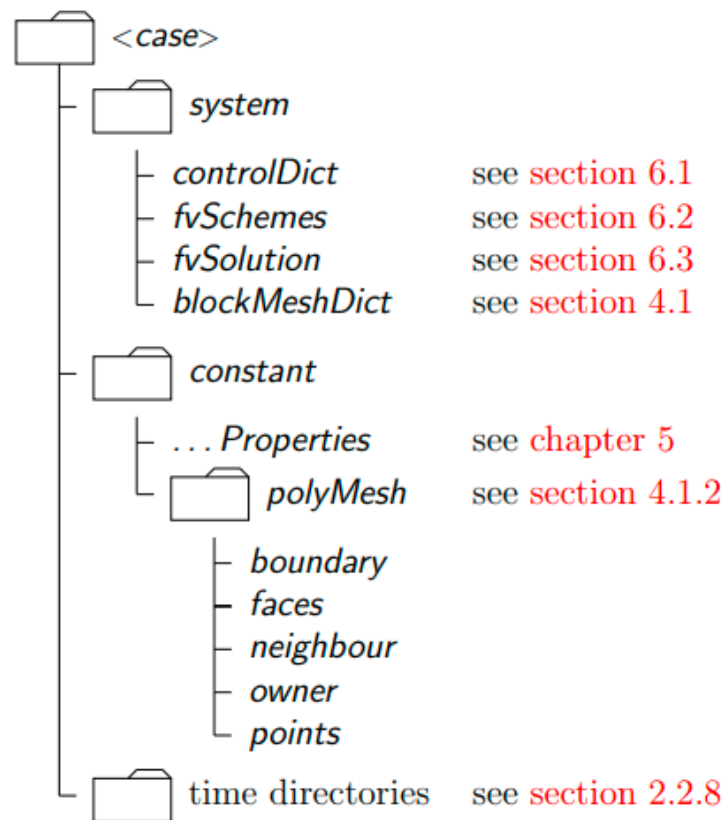 <case>
system
controlDict see section 6.1
fvSchemes see section 6.2
fvSolution see section 6.3
blockMeshDict see section 4.1
constant
...Properties see chapter 5
polyMesh see section 4.1.2
boundary
faces
neighbour
owner
points
time directories see section 2.2.8